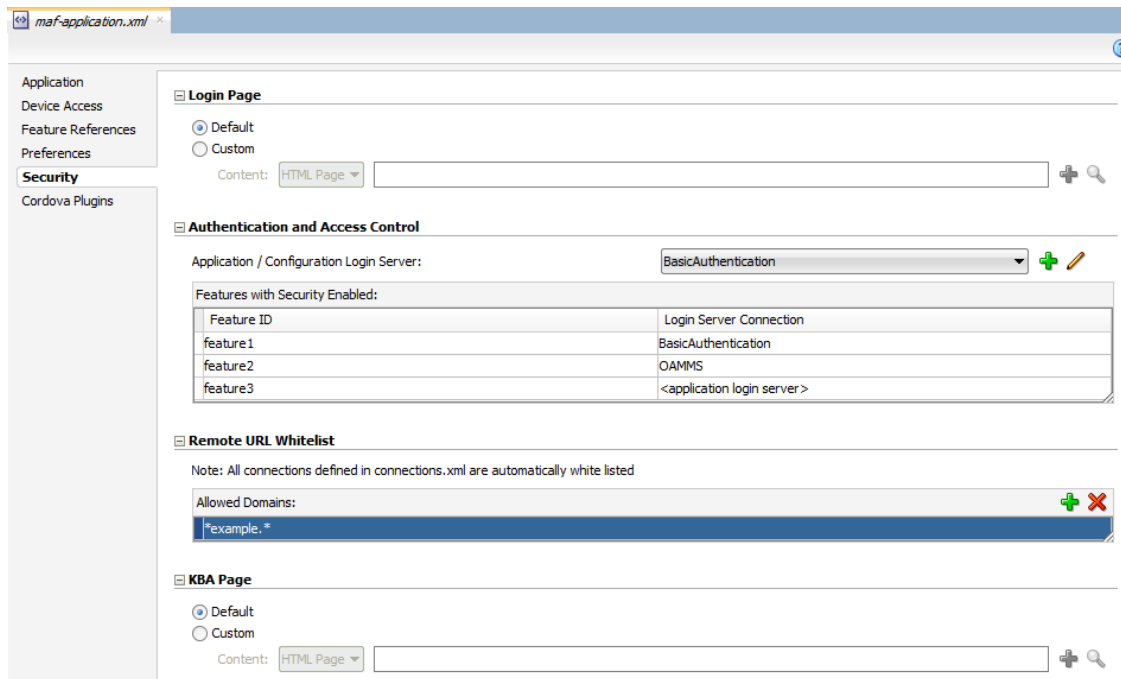 maf-application.xml
Application
Device Access
Feature References
Preferences
Security
Cordova Plugins
Login Page
Default
Custom
Content: HTML Page
Authentication and Access Control
Application / Configuration Login Server: BasicAuthentication
Features with Security Enabled:
Feature ID Login Server Connection
feature1 BasicAuthentication
feature2 OAMMS
feature3 <application login server>
Remote URL Whitelist
Note: All connections defined in connections.xml are automatically white listed
Allowed Domains:
*example.*
KBA Page
Default
Custom
Content: HTML Page